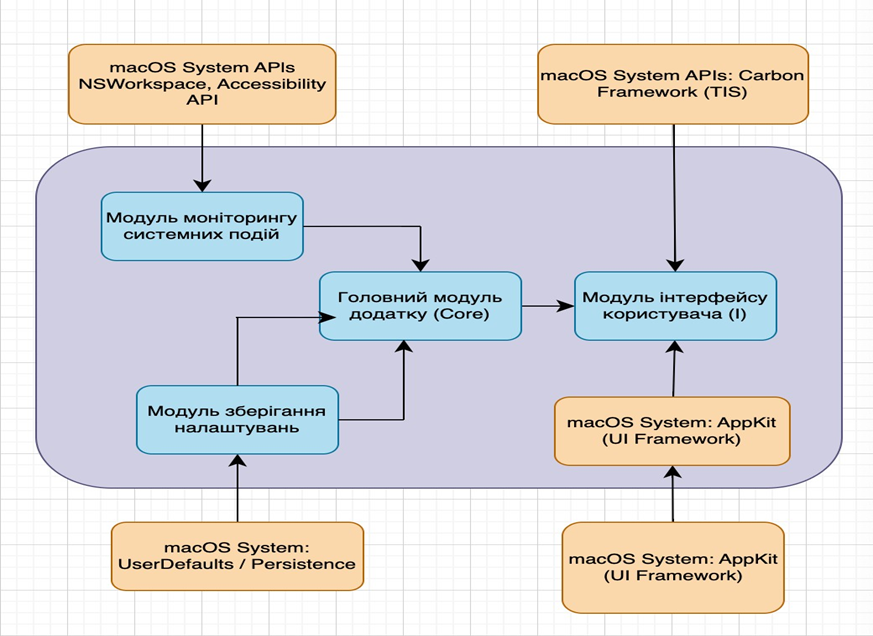 macOS System APIs
NSWorkspace, Accessibility
API
macOS System APIs: Carbon
Framework (TIS)
Модуль моніторингу
системних подій
Головний модуль
додатку (Core)
Модуль інтерфейсу
користувача (I)
Модуль зберігання
налаштувань
macOS System: AppKit
(UI Framework)
macOS System:
UserDefaults / Persistence
macOS System: AppKit
(UI Framework)